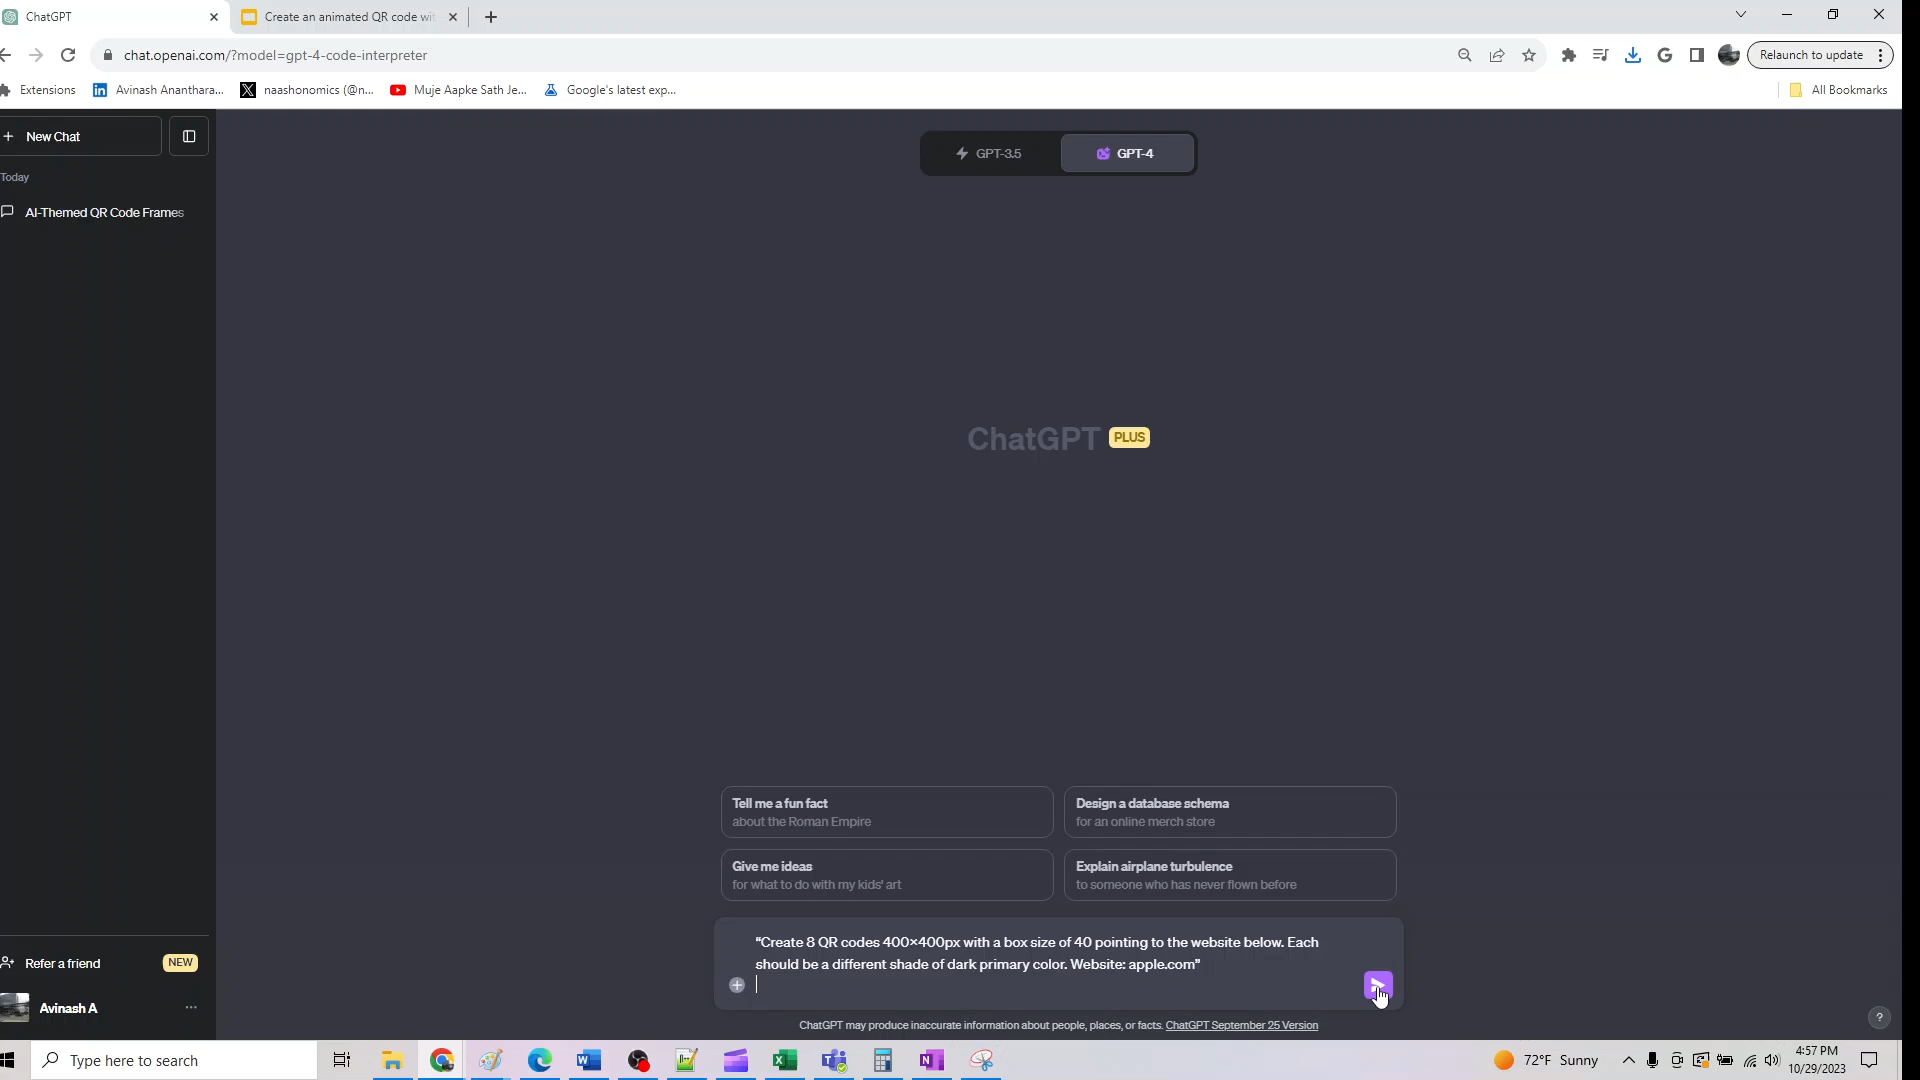 ChatGPT
Create an animated QR code wit
chat.openai.com/?model=gpt-4-code-interpreter
Relaunch to update
Extensions
Avinash Ananthara...
naashonomics (@n...
Muje Aapke Sath Je...
Google's latest exp...
All Bookmarks
New Chat
GPT-3.5
GPT-4
Today
AI-Themed QR Code Frames
ChatGPT PLUS
Tell me a fun fact
about the Roman Empire
Design a database schema
for an online merch store
Give me ideas
for what to do with my kids' art
Explain airplane turbulence
to someone who has never flown before
“Create 8 QR codes 400×400px with a box size of 40 pointing to the website below. Each
should be a different shade of dark primary color. Website: apple.com”
Refer a friend
NEW
Avinash A
ChatGPT may produce inaccurate information about people, places, or facts. ChatGPT September 25 Version
?
Type here to search
72°F Sunny
4:57 PM
10/29/2023